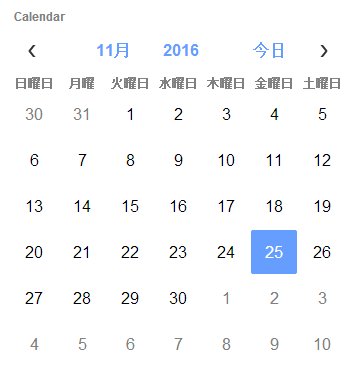 Calendar
‹ 11月 2016 今日 ›
日曜日 月曜 火曜日 水曜日 木曜日 金曜日 土曜日
30 31 1 2 3 4 5
6 7 8 9 10 11 12
13 14 15 16 17 18 19
20 21 22 23 24 25 26
27 28 29 30 1 2 3
4 5 6 7 8 9 10